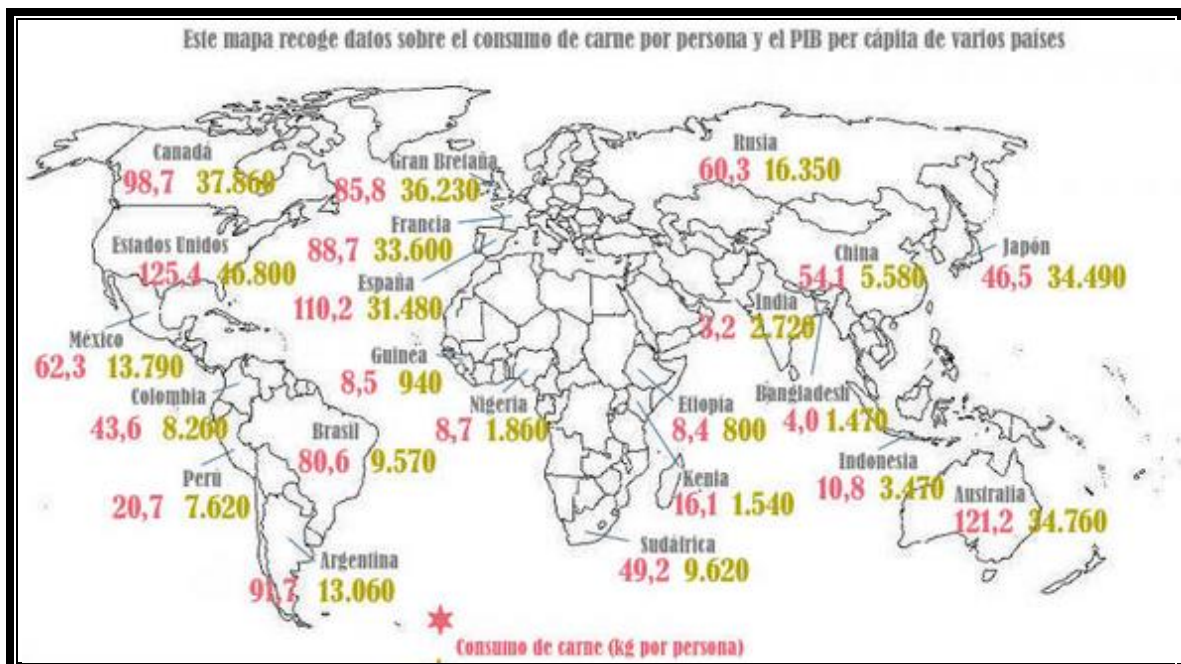 Este mapa recoge datos sobre el consumo de carne por persona y el PIB per cápita de varios países
Canadá
98,7 37.860
Gran Bretaña
85,8 36.230
Rusia
60,3 16.350
Francia
88,7 33.600
Estados Unidos
125,4 46.800
España
110,2 31.480
China
54,1 5.580
Japón
46,5 34.490
India
3,2 2.720
México
62,3 13.790
Guinea
8,5 940
Colombia
43,6 8.260
Nigeria
8,7 1.860
Etiopía
8,4 800
Bangladesh
4,0 1.470
Brasil
80,6 9.570
Perú
20,7 7.620
Kenia
16,1 1.540
Indonesia
10,8 3.470
Australia
121,2 34.760
Sudáfrica
49,2 9.620
Argentina
91,7 13.060
Consumo de carne (kg por persona)